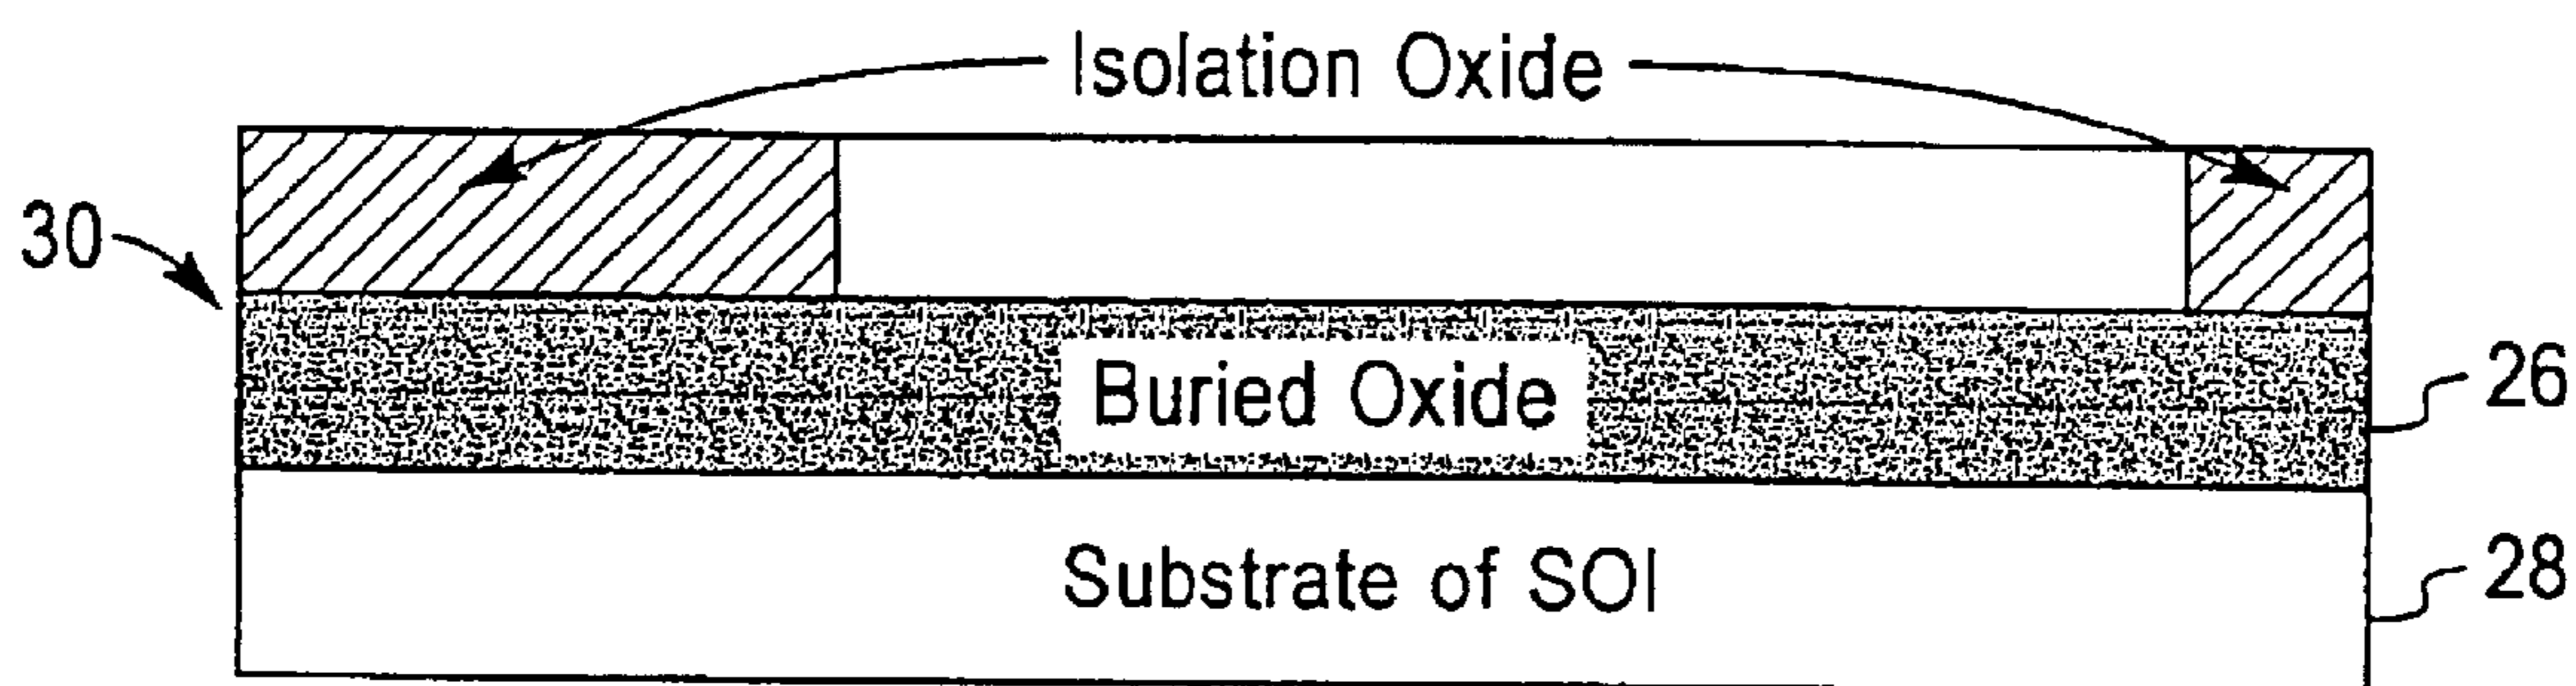 Isolation Oxide
30
Buried Oxide
26
Substrate of SOI
28